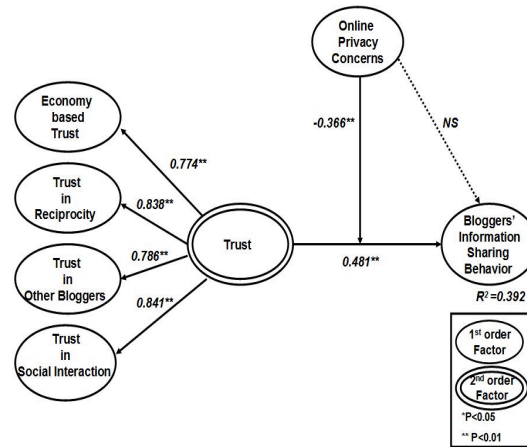 Online
Privacy
Concerns
Economy
based
Trust
-0.366**
NS
0.774**
Trust
in
Reciprocity
0.838**
Trust
Bloggers'
Information
Sharing
Behavior
0.786**
0.481**
Trust
in
Other Bloggers
0.841**
R² =0.392
Trust
in
Social Interaction
1st order
Factor
2nd order
Factor
*P<0.05
** P<0.01